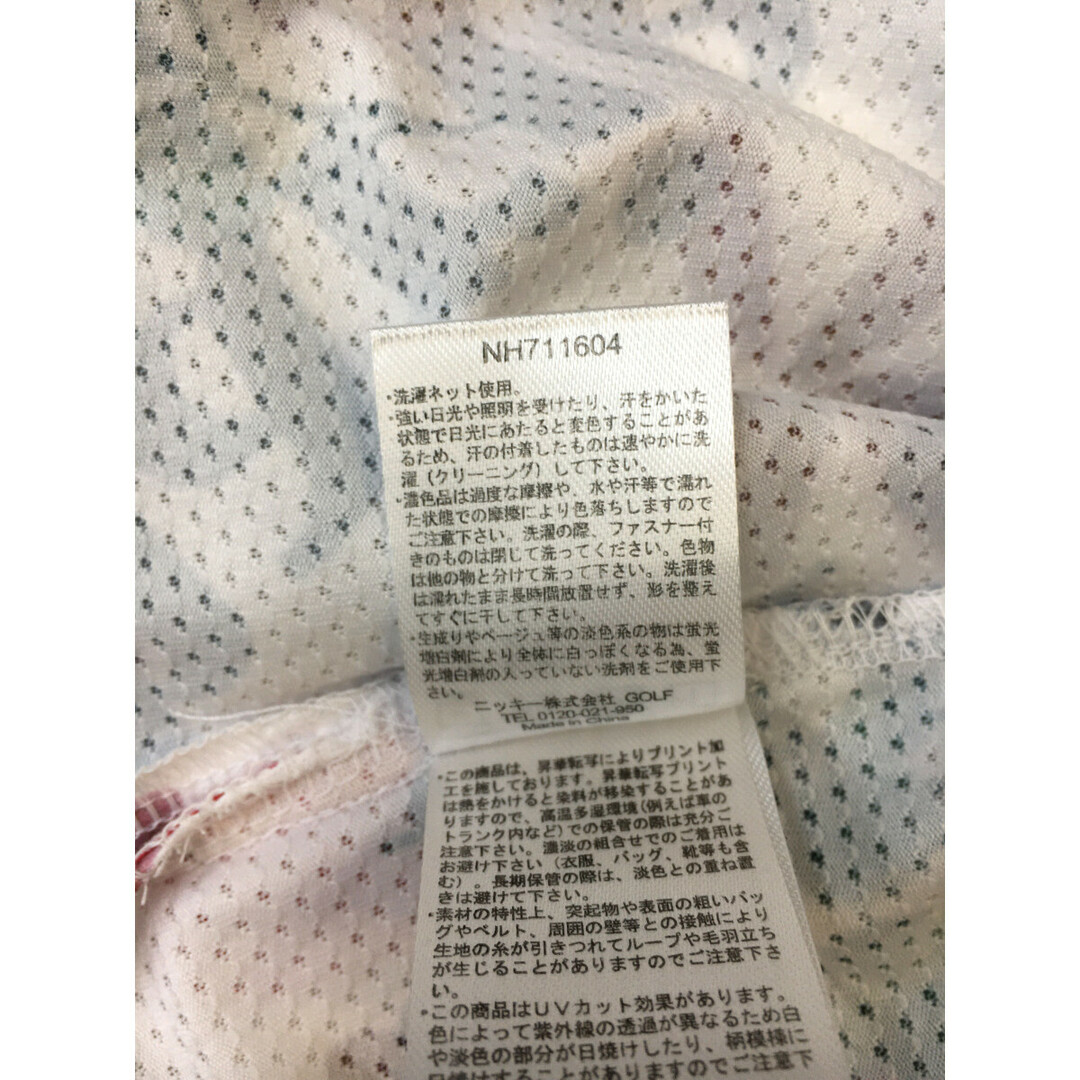 NH711604
・洗濯ネット使用。
・強い日光や照明を受けたり、汗をかいた
状態で日光にあたると変色することがあ
るため、汗の付着したものは速やかに洗
濯（クリーニング）して下さい。
・濃色品は過度な摩擦や、水や汗等で濡れ
た状態での摩擦により色落ちしますので
ご注意下さい。洗濯の際、ファスナー付
きのものは閉じて洗ってください。色物
は他の物と分けて洗って下さい。洗濯後
は濡れたまま長時間放置せず、形を整え
てすぐに干して下さい。
・生成りやベージュ等の淡色系の物は蛍光
増白剤により全体に白っぽくなる為、蛍
光増白剤の入っていない洗剤をご使用下
さい。
ニッキー株式会社 GOLF
TEL 0120-021-950
Made in China
・この商品は、昇華転写によりプリント加
工を施しております。昇華転写プリント
は熱をかけると染料が移染することがあ
りますので、高温多湿環境(例えば車の
トランク内など)での保管の際は充分ご
注意下さい。濃淡の組合せでのご着用は
お避け下さい（衣服、バッグ、靴等も含
む）。長期保管の際は、淡色との重ね置
きは避けて下さい。
・素材の特性上、突起物や表面の粗いバッ
グやベルト、周囲の壁等との接触により
生地の糸が引きつれてループや毛羽立ち
が生じることがありますのでご注意下さ
い。
・この商品はUVカット効果があります。
色によって紫外線の透過が異なるため白
や淡色の部分が日焼けしたり、柄模様に
日焼けすることがありますのでご注意下